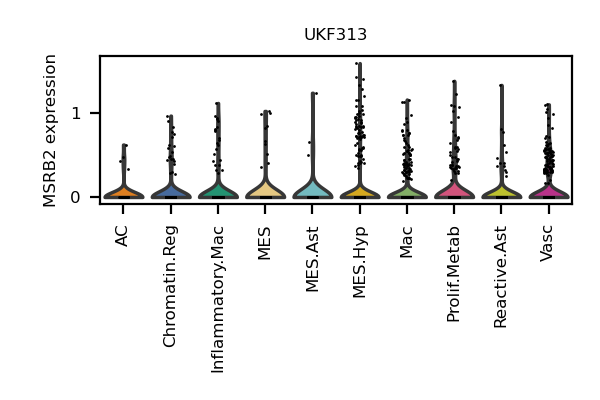 UKF313
MSRB2 expression
1
0
AC
Chromatin.Reg
Inflammatory.Mac
MES
MES.Ast
MES.Hyp
Mac
Prolif.Metab
Reactive.Ast
Vasc